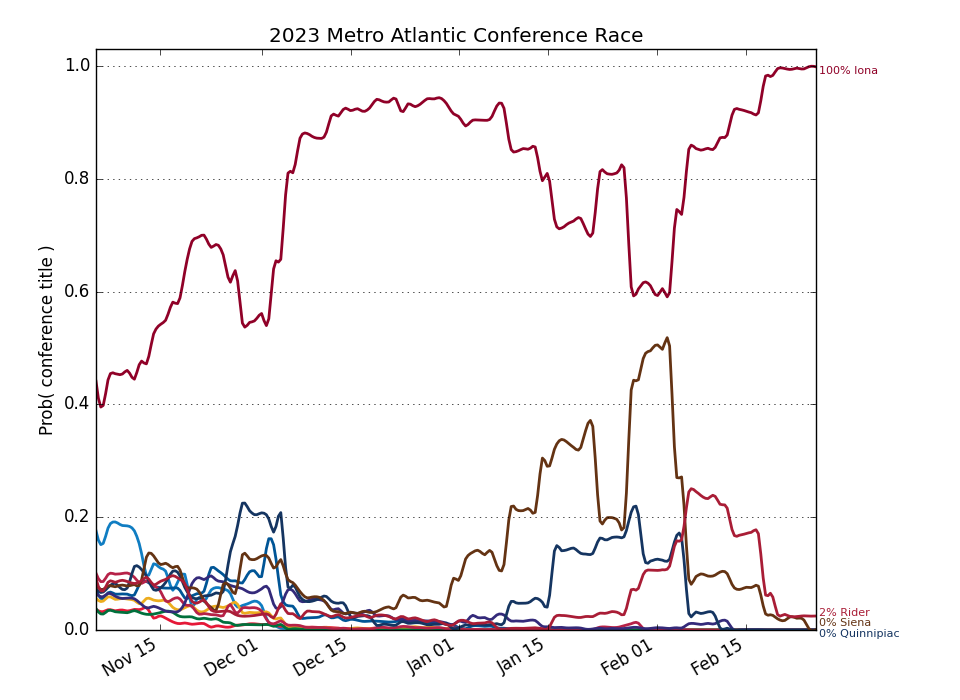 2023 Metro Atlantic Conference Race
Prob( conference title )
1.0
0.8
0.6
0.4
0.2
0.0
Nov 15
Dec 01
Dec 15
Jan 01
Jan 15
Feb 01
Feb 15
100% Iona
2% Rider
0% Siena
0% Quinnipiac